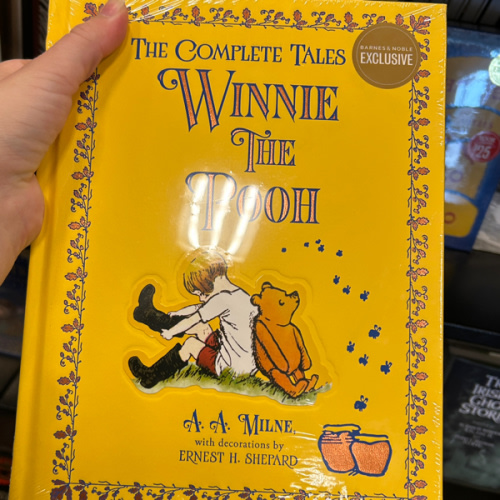 THE COMPLETE TALES
BARNES & NOBLE
EXCLUSIVE
WINNIE
THE
POOH
A. A. MILNE
with decorations by
ERNEST H. SHEPARD